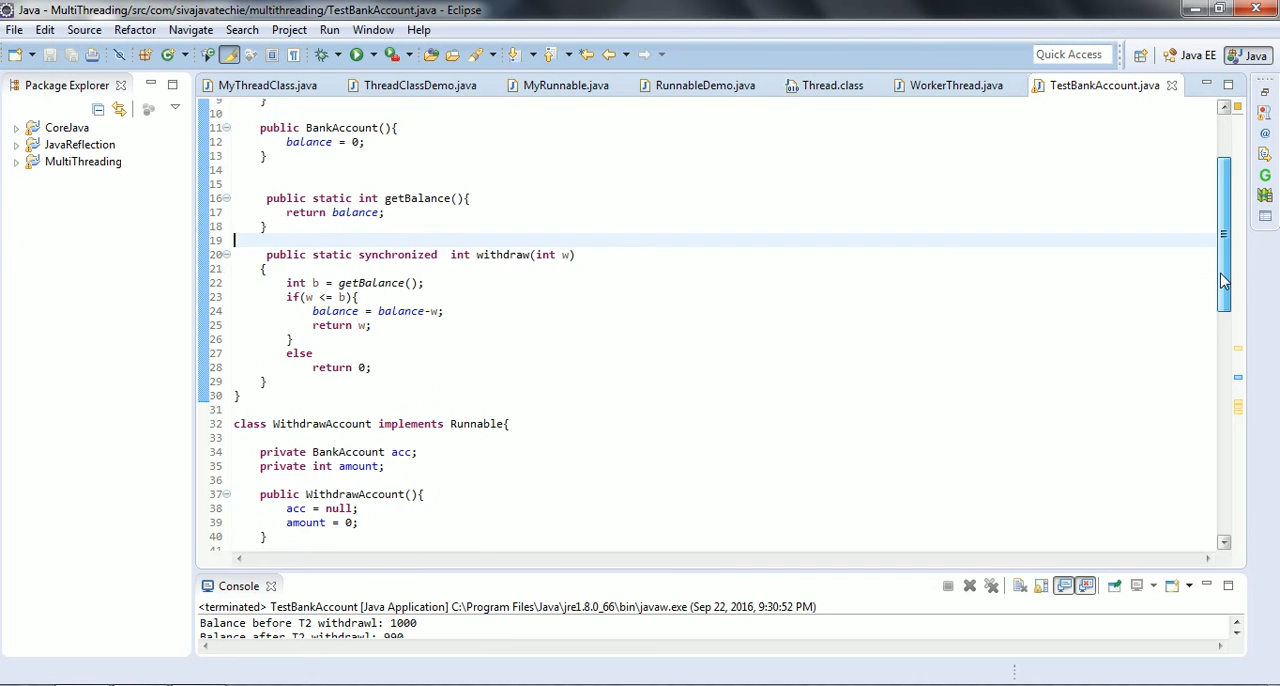 Java - MultiThreading/src/com/sivajavatechie/multithreading/TestBankAccount.java - Eclipse
File Edit Source Refactor Navigate Search Project Run Window Help
Quick Access Java EE Java
Package Explorer MyThreadClass.java ThreadClassDemo.java MyRunnable.java RunnableDemo.java Thread.class WorkerThread.java TestBankAccount.java
CoreJava
JavaReflection
MultiThreading
9 }
10
11 public BankAccount(){
12 balance = 0;
13 }
14
15
16 public static int getBalance(){
17 return balance;
18 }
19
20 public static synchronized int withdraw(int w)
21 {
22 int b = getBalance();
23 if(w <= b){
24 balance = balance-w;
25 return w;
26 }
27 else
28 return 0;
29 }
30 }
31
32 class WithdrawAccount implements Runnable{
33
34 private BankAccount acc;
35 private int amount;
36
37 public WithdrawAccount(){
38 acc = null;
39 amount = 0;
40 }
41
Console
<terminated> TestBankAccount [Java Application] C:\Program Files\Java\jre1.8.0_66\bin\javaw.exe (Sep 22, 2016, 9:30:52 PM)
Balance before T2 withdrawl: 1000
Balance after T2 withdrawl: 990